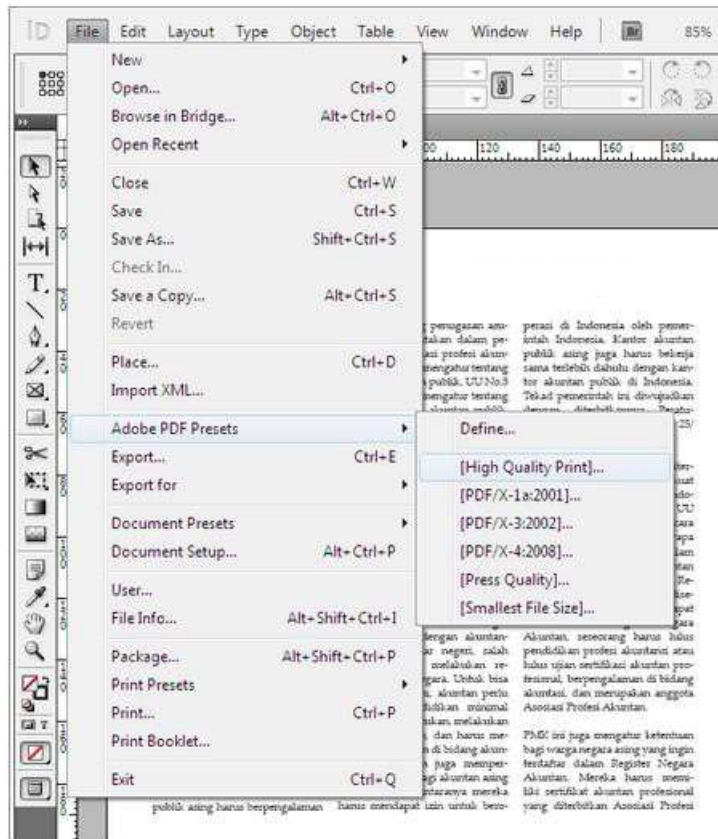 ID File Edit Layout Type Object Table View Window Help Br 85%
New
Open... Ctrl+O
Browse in Bridge... Alt+Ctrl+O
Open Recent
Close Ctrl+W
Save Ctrl+S
Save As... Shift+Ctrl+S
Check In...
Save a Copy... Alt+Ctrl+S
Revert
Place... Ctrl+D
Import XML...
Adobe PDF Presets
Export... Ctrl+E
Export for
Document Presets
Document Setup... Alt+Ctrl+P
User...
File Info... Alt+Shift+Ctrl+I
Package... Alt+Shift+Ctrl+P
Print Presets
Print... Ctrl+P
Print Booklet...
Exit Ctrl+Q
Define...
[High Quality Print]...
[PDF/X-1a:2001]...
[PDF/X-3:2002]...
[PDF/X-4:2008]...
[Press Quality]...
[Smallest File Size]...
120 140 160 180
perasi di Indonesia oleh pemer-
intah Indonesia. Kantor akuntan
publik asing juga harus bekerja
sama terlebih dahulu dengan kan-
tor akuntan publik di Indonesia.
Tekad pemerintah ini diwujudkan
Akuntan, seseorang harus lulus
pendidikan profesi akuntansi atau
lulus ujian sertifikasi akuntan pro-
fesional, berpengalaman di bidang
akuntansi, dan merupakan anggota
Asosiasi Profesi Akuntan.
PMK ini juga mengatur ketentuan
bagi warga negara asing yang ingin
terdaftar dalam Register Negara
Akuntan. Mereka harus memi-
liki sertifikat akuntan profesional
publik asing harus berpengalaman harus mendapat izin untuk bero- yang diterbitkan Asosiasi Profesi